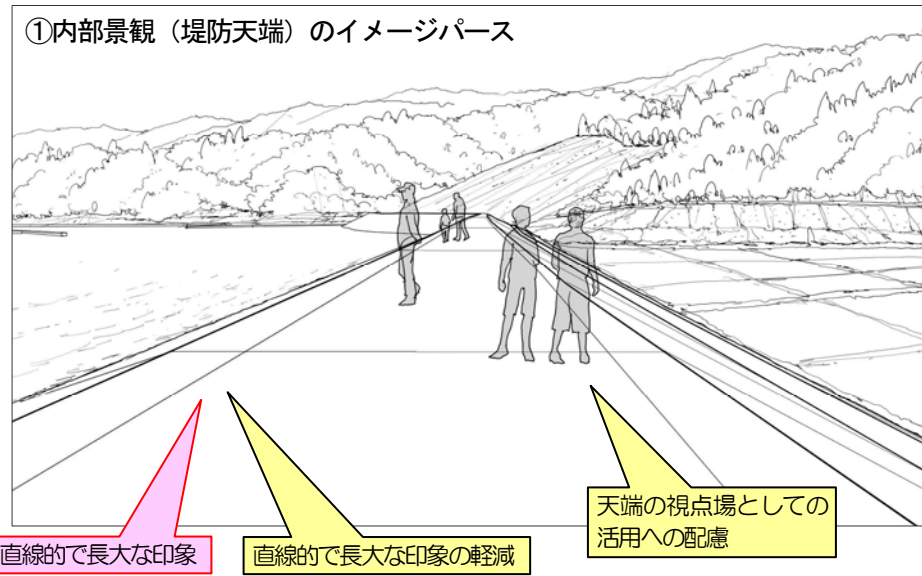 ①内部景観（堤防天端）のイメージパース
天端の視点場としての
活用への配慮
直線的で長大な印象
直線的で長大な印象の軽減